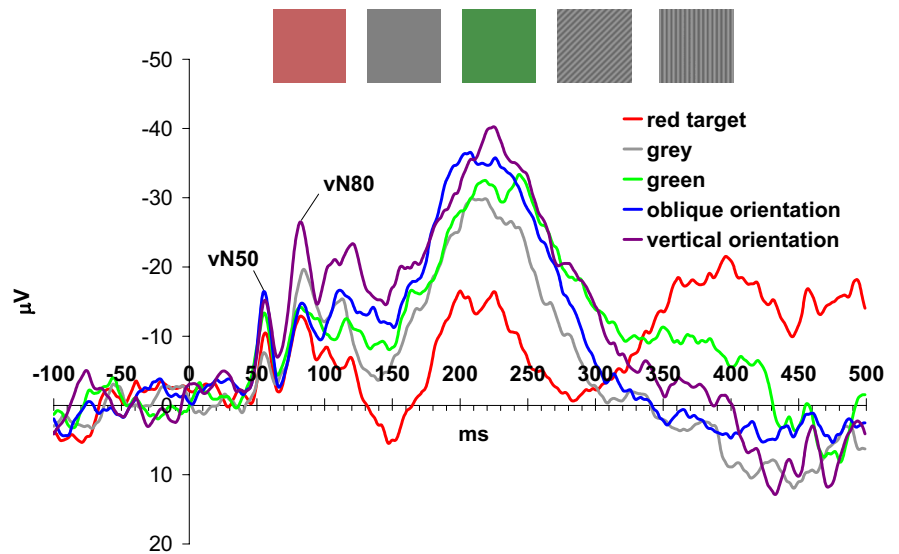 -50
-40
-30
-20
-10
0
10
20
µV
-100 -50 0 50 100 150 200 250 300 350 400 450 500
ms
vN50
vN80
red target
grey
green
oblique orientation
vertical orientation